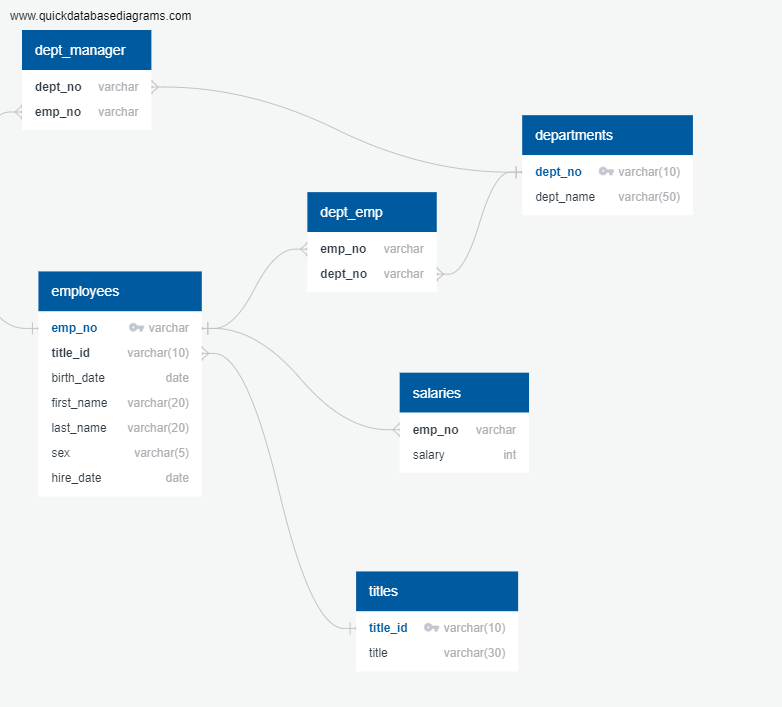 www.quickdatabasediagrams.com
dept_manager
dept_no varchar
emp_no varchar
departments
dept_no varchar(10)
dept_name varchar(50)
dept_emp
emp_no varchar
dept_no varchar
employees
emp_no varchar
title_id varchar(10)
birth_date date
first_name varchar(20)
last_name varchar(20)
sex varchar(5)
hire_date date
salaries
emp_no varchar
salary int
titles
title_id varchar(10)
title varchar(30)